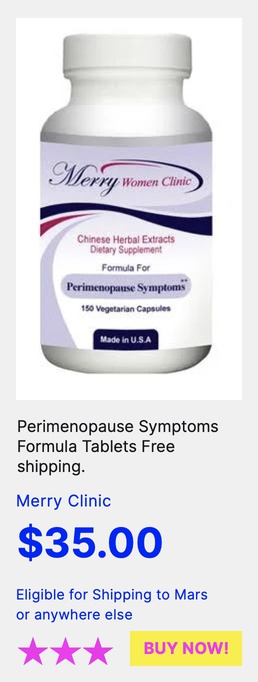 Merry Women Clinic
Chinese Herbal Extracts
Dietary Supplement
Formula For
Perimenopause Symptoms**
150 Vegetarian Capsules
Made in U.S.A
Perimenopause Symptoms
Formula Tablets Free
shipping.
Merry Clinic
$35.00
Eligible for Shipping to Mars
or anywhere else
BUY NOW!